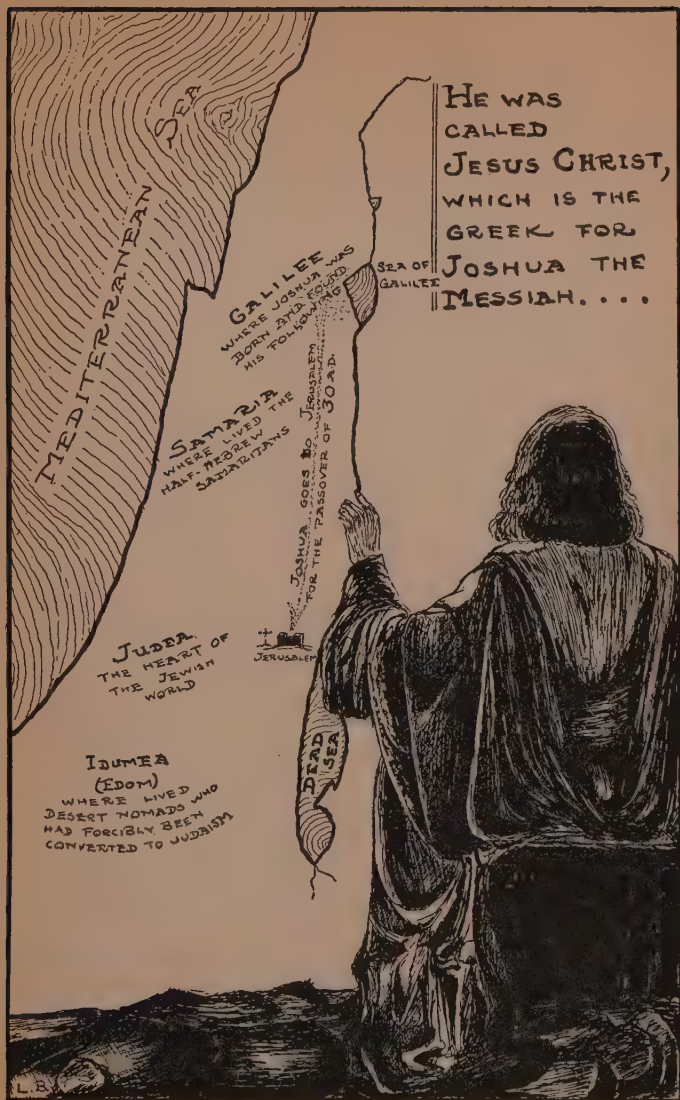 HE WAS
CALLED
JESUS CHRIST,
WHICH IS THE
GREEK FOR
JOSHUA THE
MESSIAH....
MEDITERRANEAN SEA
GALILEE
WHERE JOSHUA WAS
BORN AND FOUND
HIS FOLLOWING
SEA OF
GALILEE
SAMARIA
WHERE LIVED THE
HALF-HEBREW
SAMARITANS
JOSHUA GOES TO JERUSALEM
FOR THE PASSOVER OF 30 A.D.
JERUSALEM
JUDEA
THE HEART OF
THE JEWISH
WORLD
DEAD
SEA
IDUMEA
(EDOM)
WHERE LIVED
DESERT NOMADS WHO
HAD FORCIBLY BEEN
CONVERTED TO JUDAISM
L.B.